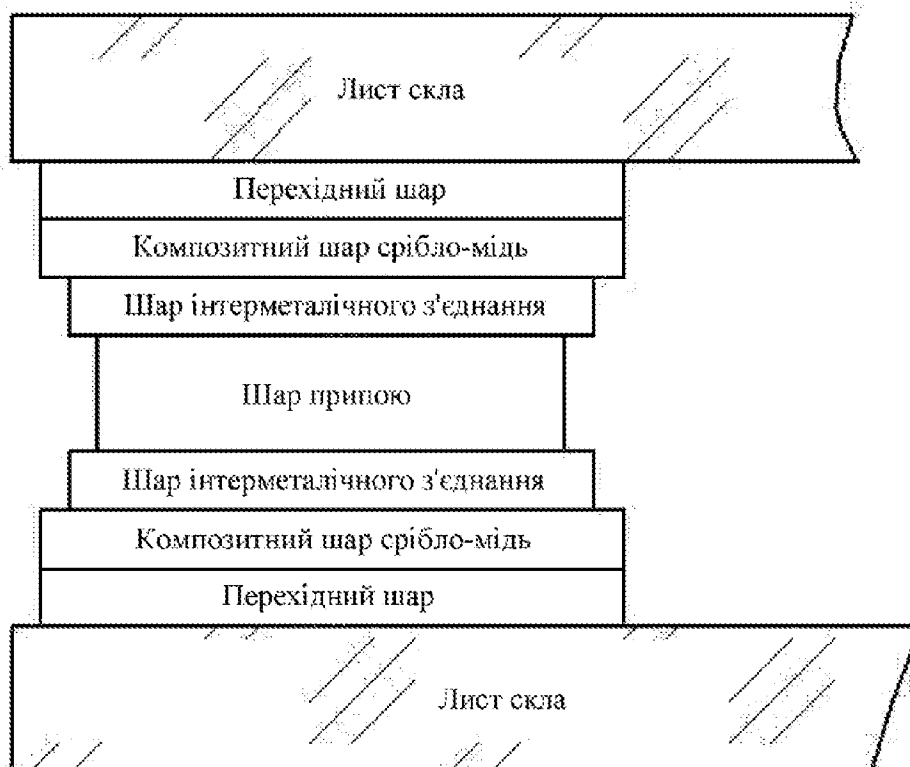 Лист скла
Перехідний шар
Композитний шар срібло-мідь
Шар інтерметалічного з'єднання
Шар припою
Шар інтерметалічного з'єднання
Композитний шар срібло-мідь
Перехідний шар
Лист скла